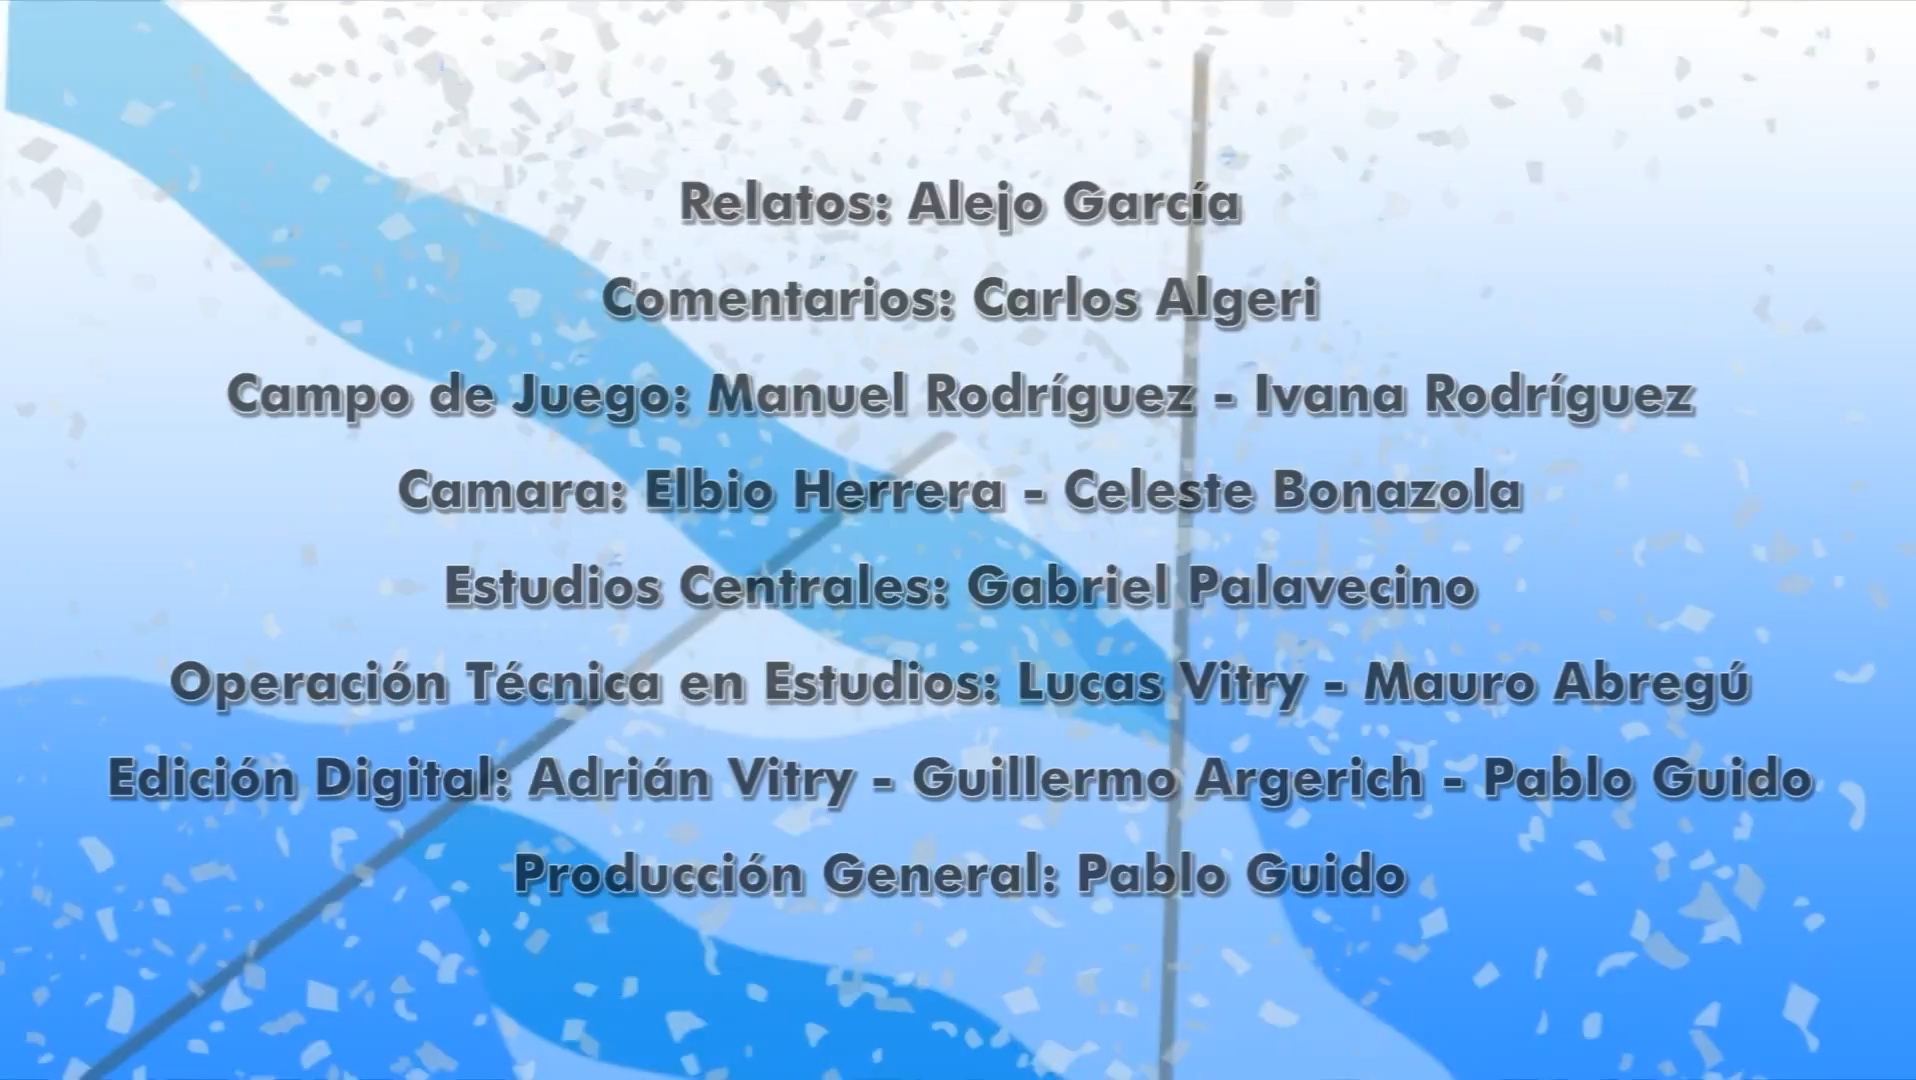 Relatos: Alejo García
Comentarios: Carlos Algeri
Campo de Juego: Manuel Rodríguez - Ivana Rodríguez
Camara: Elbio Herrera - Celeste Bonazola
Estudios Centrales: Gabriel Palavecino
Operación Técnica en Estudios: Lucas Vitry - Mauro Abregú
Edición Digital: Adrián Vitry - Guillermo Argerich - Pablo Guido
Producción General: Pablo Guido